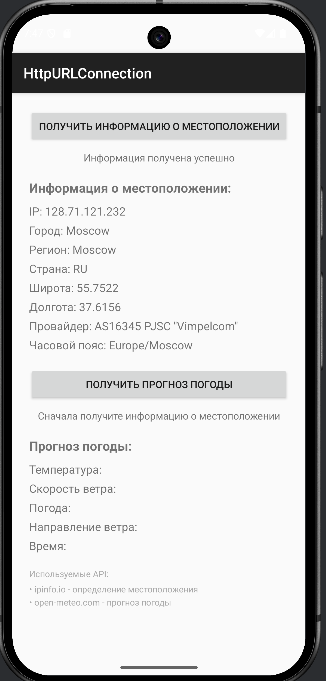 HttpURLConnection
ПОЛУЧИТЬ ИНФОРМАЦИЮ О МЕСТОПОЛОЖЕНИИ
Информация получена успешно
Информация о местоположении:
IP: 128.71.121.232
Город: Moscow
Регион: Moscow
Страна: RU
Широта: 55.7522
Долгота: 37.6156
Провайдер: AS16345 PJSC "Vimpelcom"
Часовой пояс: Europe/Moscow
ПОЛУЧИТЬ ПРОГНОЗ ПОГОДЫ
Сначала получите информацию о местоположении
Прогноз погоды:
Температура:
Скорость ветра:
Погода:
Направление ветра:
Время:
Используемые API:
• ipinfo.io - определение местоположения
• open-meteo.com - прогноз погоды